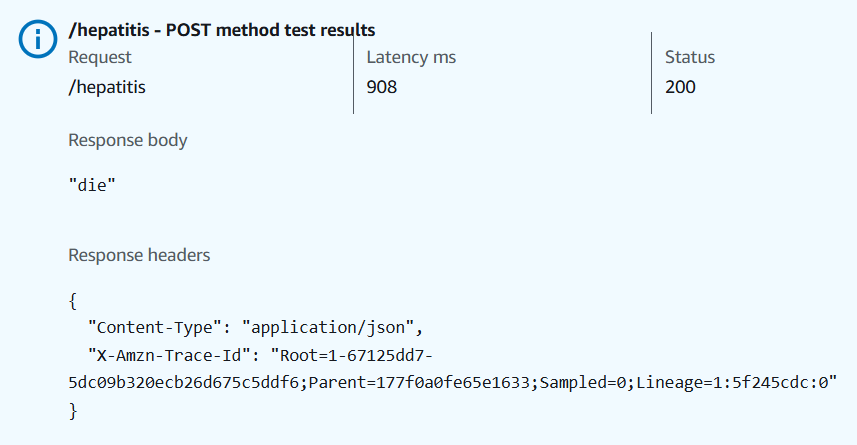 /hepatitis - POST method test results
Request
Latency ms
Status
/hepatitis
908
200
Response body
"die"
Response headers
{
"Content-Type": "application/json",
"X-Amzn-Trace-Id": "Root=1-67125dd7-
5dc09b320ecb26d675c5ddf6;Parent=177f0a0fe65e1633;Sampled=0;Lineage=1:5f245cdc:0"
}